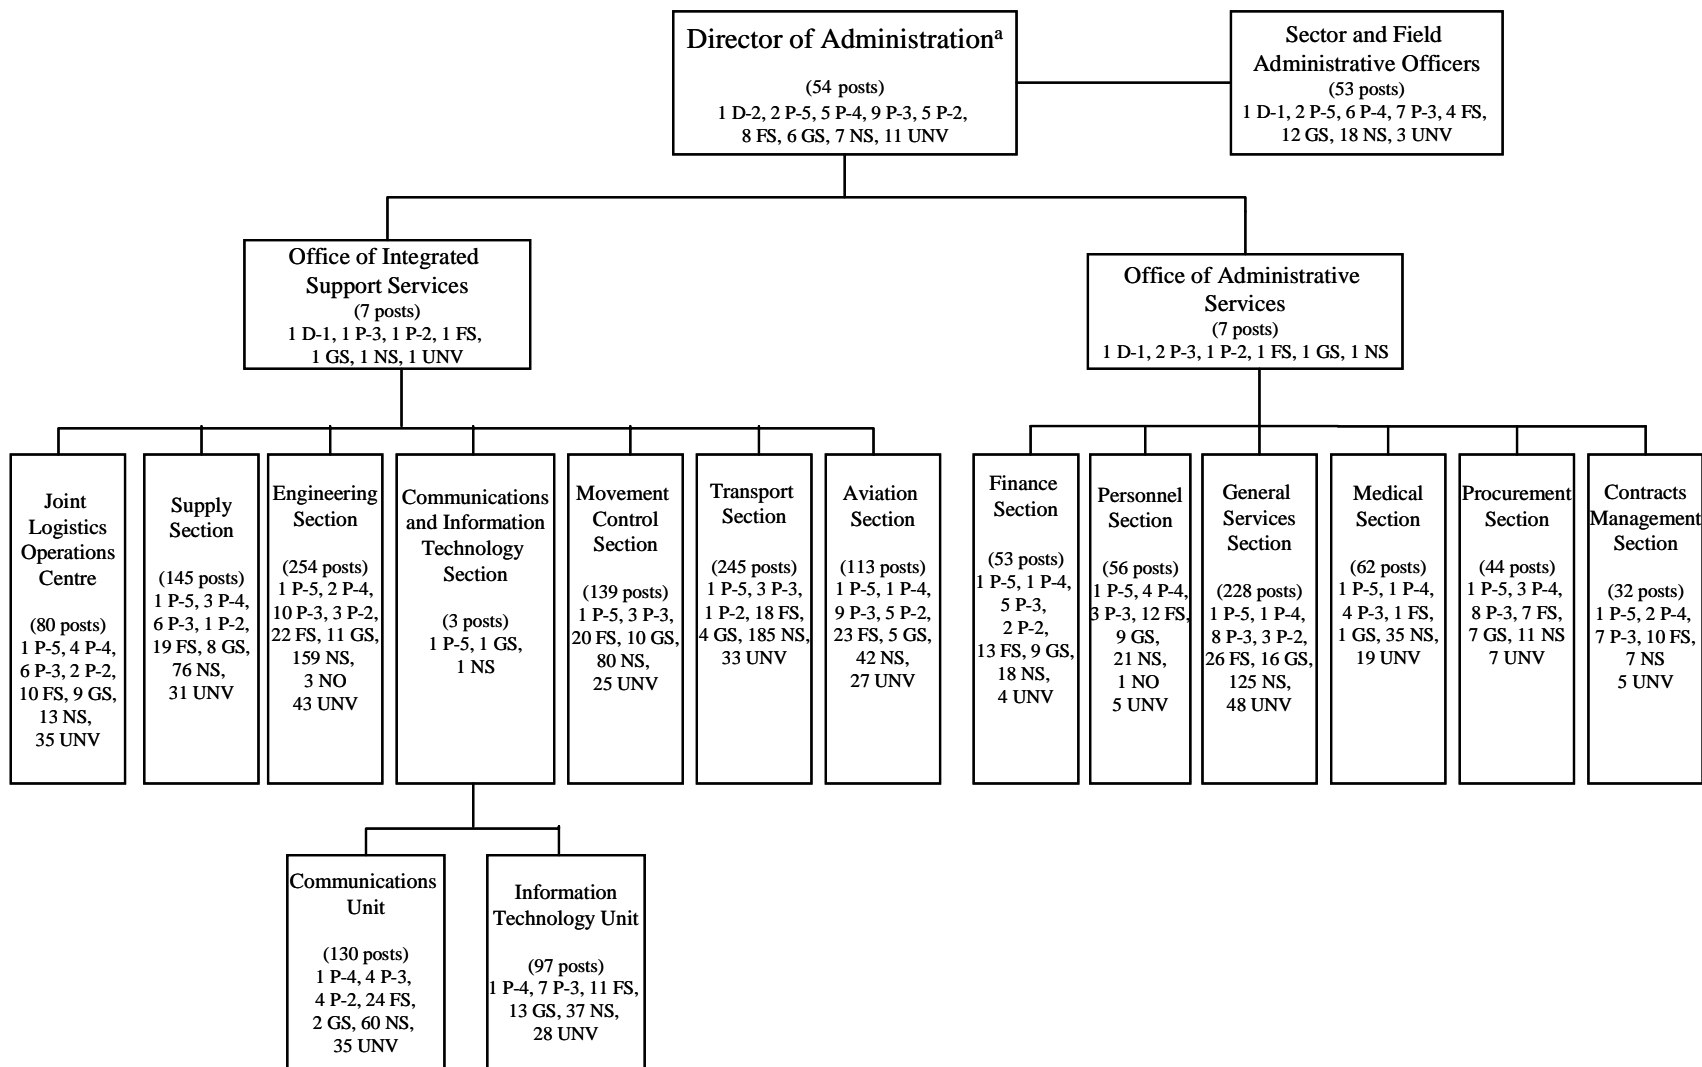 Director of Administrationᵃ
(54 posts)
1 D-2, 2 P-5, 5 P-4, 9 P-3, 5 P-2,
8 FS, 6 GS, 7 NS, 11 UNV
Sector and Field
Administrative Officers
(53 posts)
1 D-1, 2 P-5, 6 P-4, 7 P-3, 4 FS,
12 GS, 18 NS, 3 UNV
Office of Integrated
Support Services
(7 posts)
1 D-1, 1 P-3, 1 P-2, 1 FS,
1 GS, 1 NS, 1 UNV
Office of Administrative
Services
(7 posts)
1 D-1, 2 P-3, 1 P-2, 1 FS, 1 GS, 1 NS
Joint
Logistics
Operations
Centre
(80 posts)
1 P-5, 4 P-4,
6 P-3, 2 P-2,
10 FS, 9 GS,
13 NS,
35 UNV
Supply
Section
(145 posts)
1 P-5, 3 P-4,
6 P-3, 1 P-2,
19 FS, 8 GS,
76 NS,
31 UNV
Engineering
Section
(254 posts)
1 P-5, 2 P-4,
10 P-3, 3 P-2,
22 FS, 11 GS,
159 NS,
3 NO
43 UNV
Communications
and Information
Technology
Section
(3 posts)
1 P-5, 1 GS,
1 NS
Movement
Control
Section
(139 posts)
1 P-5, 3 P-3,
20 FS, 10 GS,
80 NS,
25 UNV
Transport
Section
(245 posts)
1 P-5, 3 P-3,
1 P-2, 18 FS,
4 GS, 185 NS,
33 UNV
Aviation
Section
(113 posts)
1 P-5, 1 P-4,
9 P-3, 5 P-2,
23 FS, 5 GS,
42 NS,
27 UNV
Finance
Section
(53 posts)
1 P-5, 1 P-4,
5 P-3,
2 P-2,
13 FS, 9 GS,
18 NS,
4 UNV
Personnel
Section
(56 posts)
1 P-5, 4 P-4,
3 P-3, 12 FS,
9 GS,
21 NS,
1 NO
5 UNV
General
Services
Section
(228 posts)
1 P-5, 1 P-4,
8 P-3, 3 P-2,
26 FS, 16 GS,
125 NS,
48 UNV
Medical
Section
(62 posts)
1 P-5, 1 P-4,
4 P-3, 1 FS,
1 GS, 35 NS,
19 UNV
Procurement
Section
(44 posts)
1 P-5, 3 P-4,
8 P-3, 7 FS,
7 GS, 11 NS
7 UNV
Contracts
Management
Section
(32 posts)
1 P-5, 2 P-4,
7 P-3, 10 FS,
7 NS
5 UNV
Communications
Unit
(130 posts)
1 P-4, 4 P-3,
4 P-2, 24 FS,
2 GS, 60 NS,
35 UNV
Information
Technology Unit
(97 posts)
1 P-4, 7 P-3, 11 FS,
13 GS, 37 NS,
28 UNV